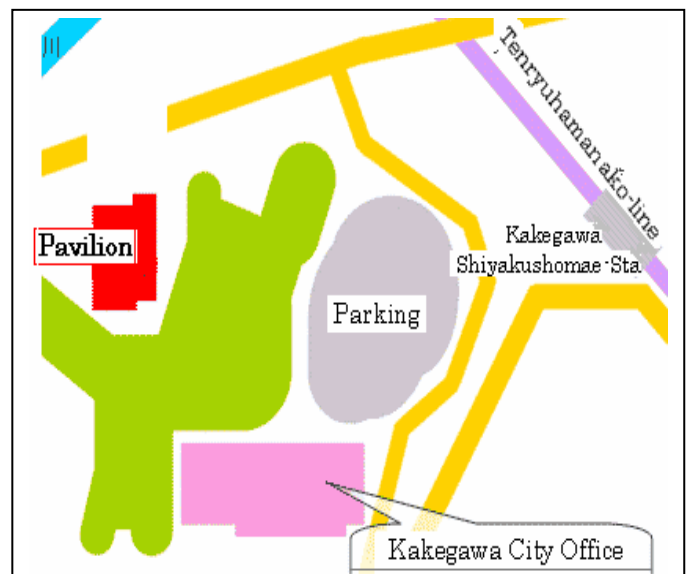 川
Tenryuhamanako-line
Pavilion
Kakegawa
Shiyakushomae-Sta
Parking
Kakegawa City Office